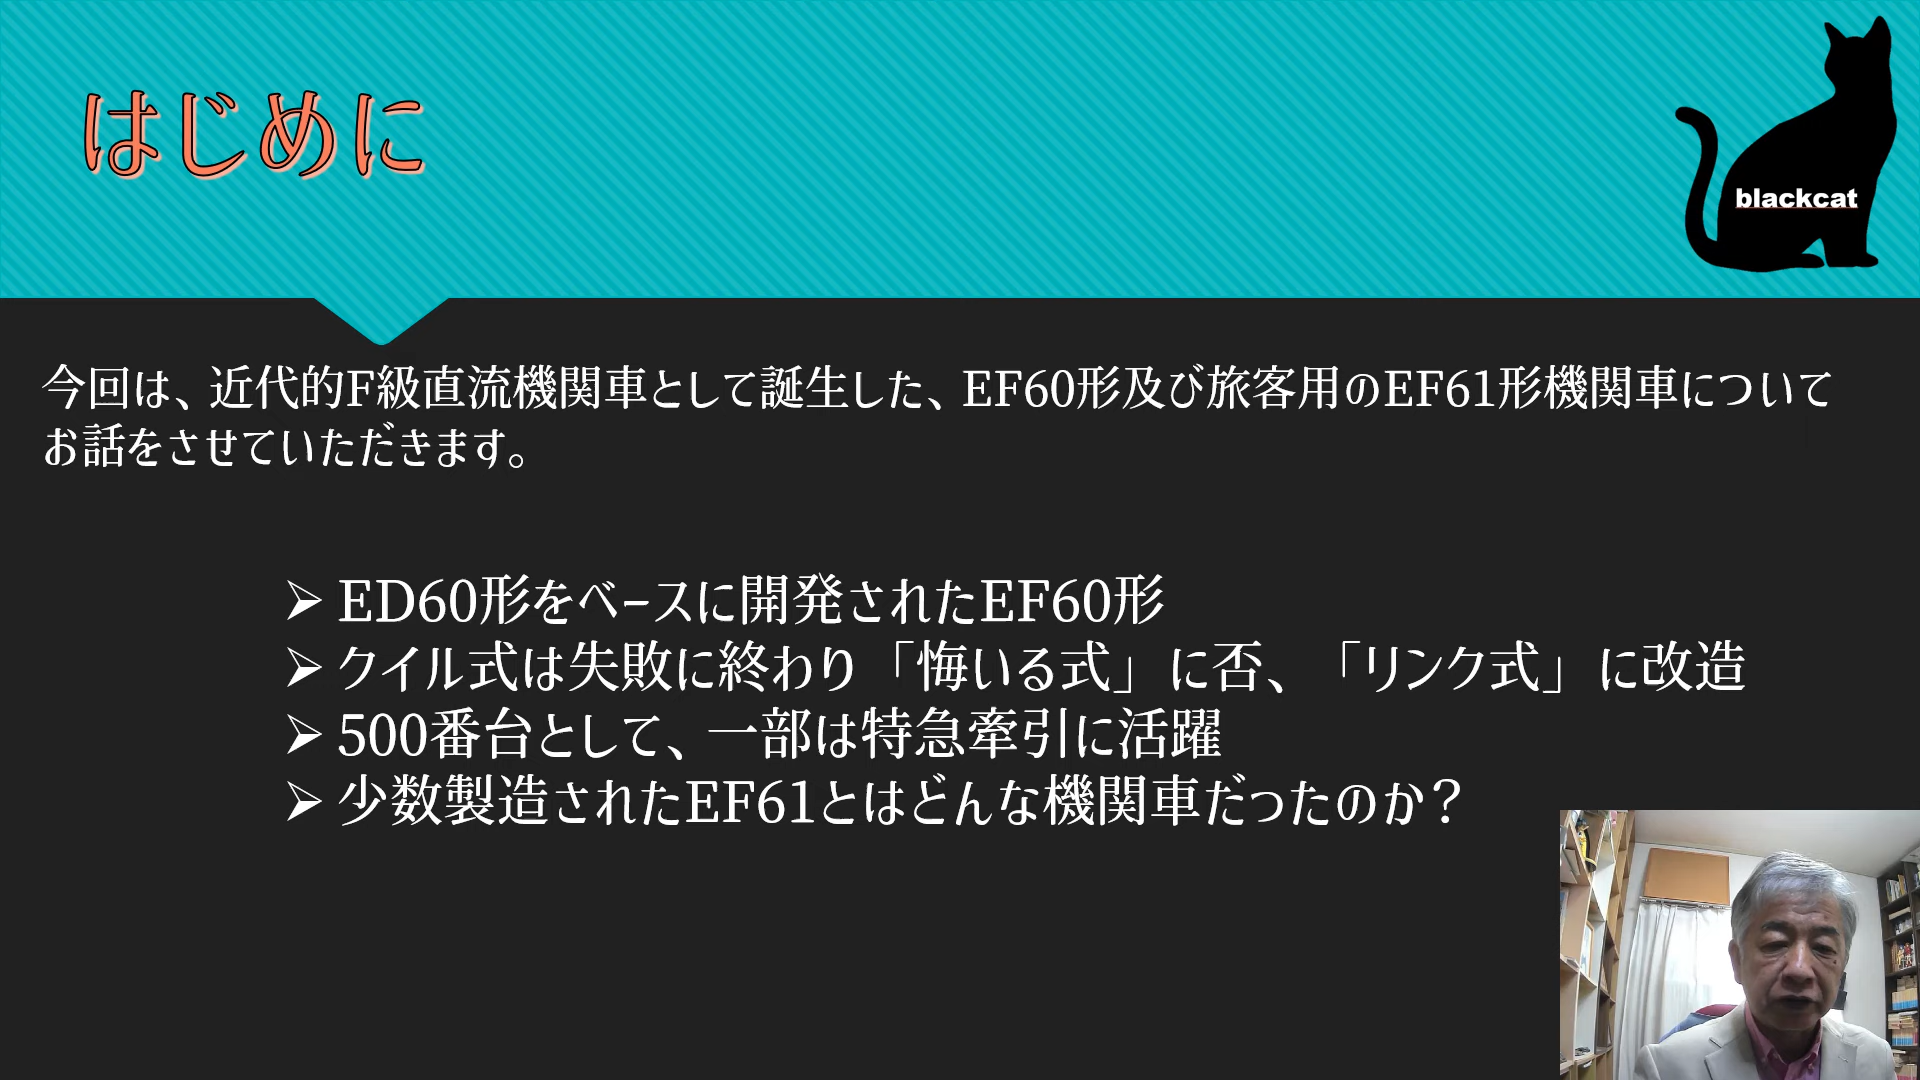 はじめに
blackcat
今回は、近代的F級直流機関車として誕生した、EF60形及び旅客用のEF61形機関車について
お話をさせていただきます。
➢ ED60形をベースに開発されたEF60形
➢ クイル式は失敗に終わり「悔いる式」に否、「リンク式」に改造
➢ 500番台として、一部は特急牽引に活躍
➢ 少数製造されたEF61とはどんな機関車だったのか?